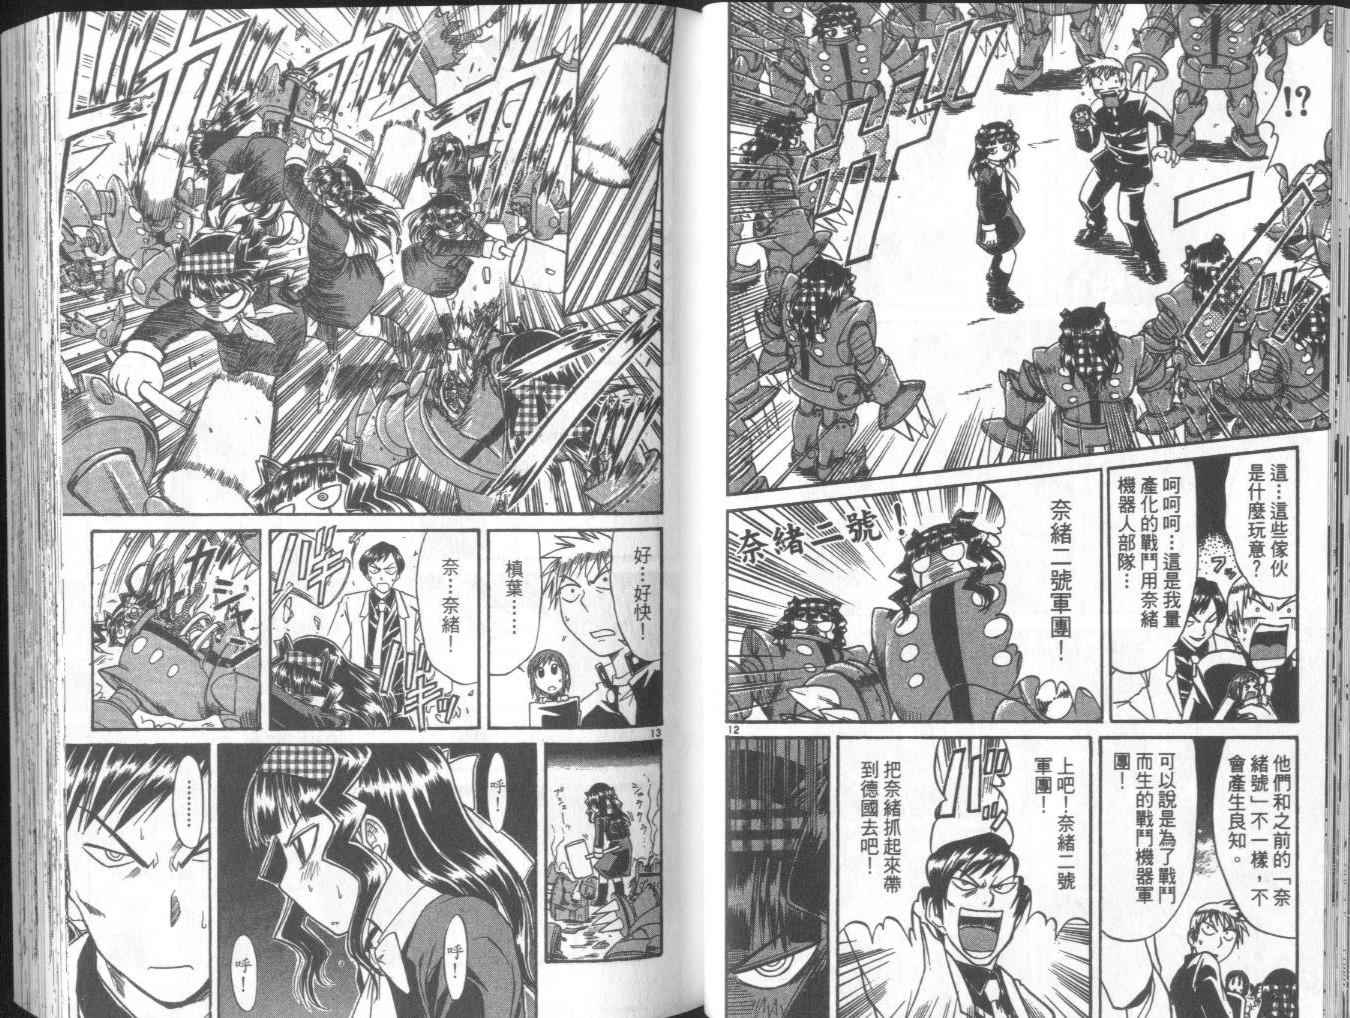 !?
這…這些傢伙
是什麼玩意?
呵呵呵…這是我量
產化的戰鬥用奈緒
機器人部隊…
奈緒二號軍團!
奈緒二號!
他們和之前的「奈
緒號」不一樣,不
會產生良知。
可以說是為了戰鬥
而生的戰鬥機器軍
團!
上吧!奈緒二號
軍團!
把奈緒抓起來帶
到德國去吧!
12
好…好快!
槙葉……
奈…奈緒!
13
呼!
呼!
呼!
………